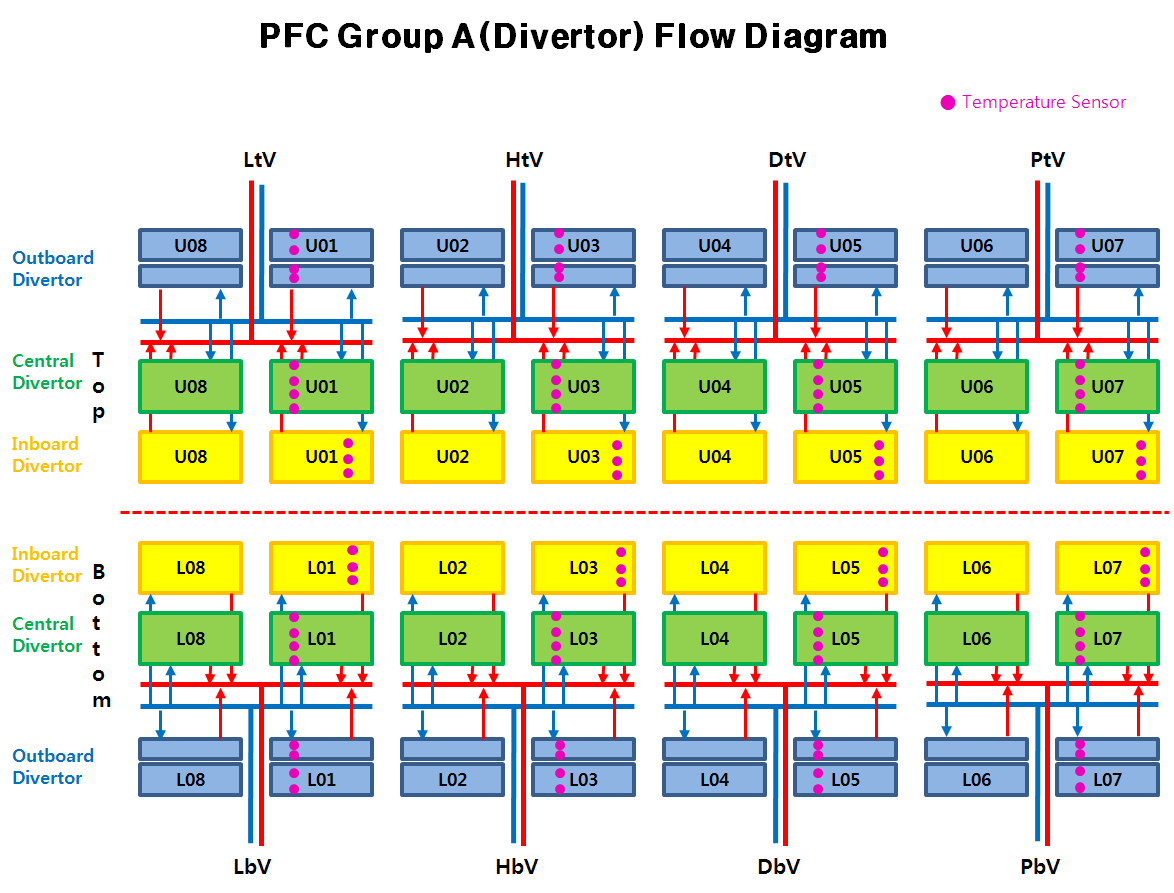 PFC Group A(Divertor) Flow Diagram
Temperature Sensor
LtV HtV DtV PtV
Outboard
Divertor
U08 U01 U02 U03 U04 U05 U06 U07
Top
Central
Divertor
U08 U01 U02 U03 U04 U05 U06 U07
Inboard
Divertor
U08 U01 U02 U03 U04 U05 U06 U07
Inboard
Divertor
L08 L01 L02 L03 L04 L05 L06 L07
Bottom
Central
Divertor
L08 L01 L02 L03 L04 L05 L06 L07
Outboard
Divertor
L08 L01 L02 L03 L04 L05 L06 L07
LbV HbV DbV PbV